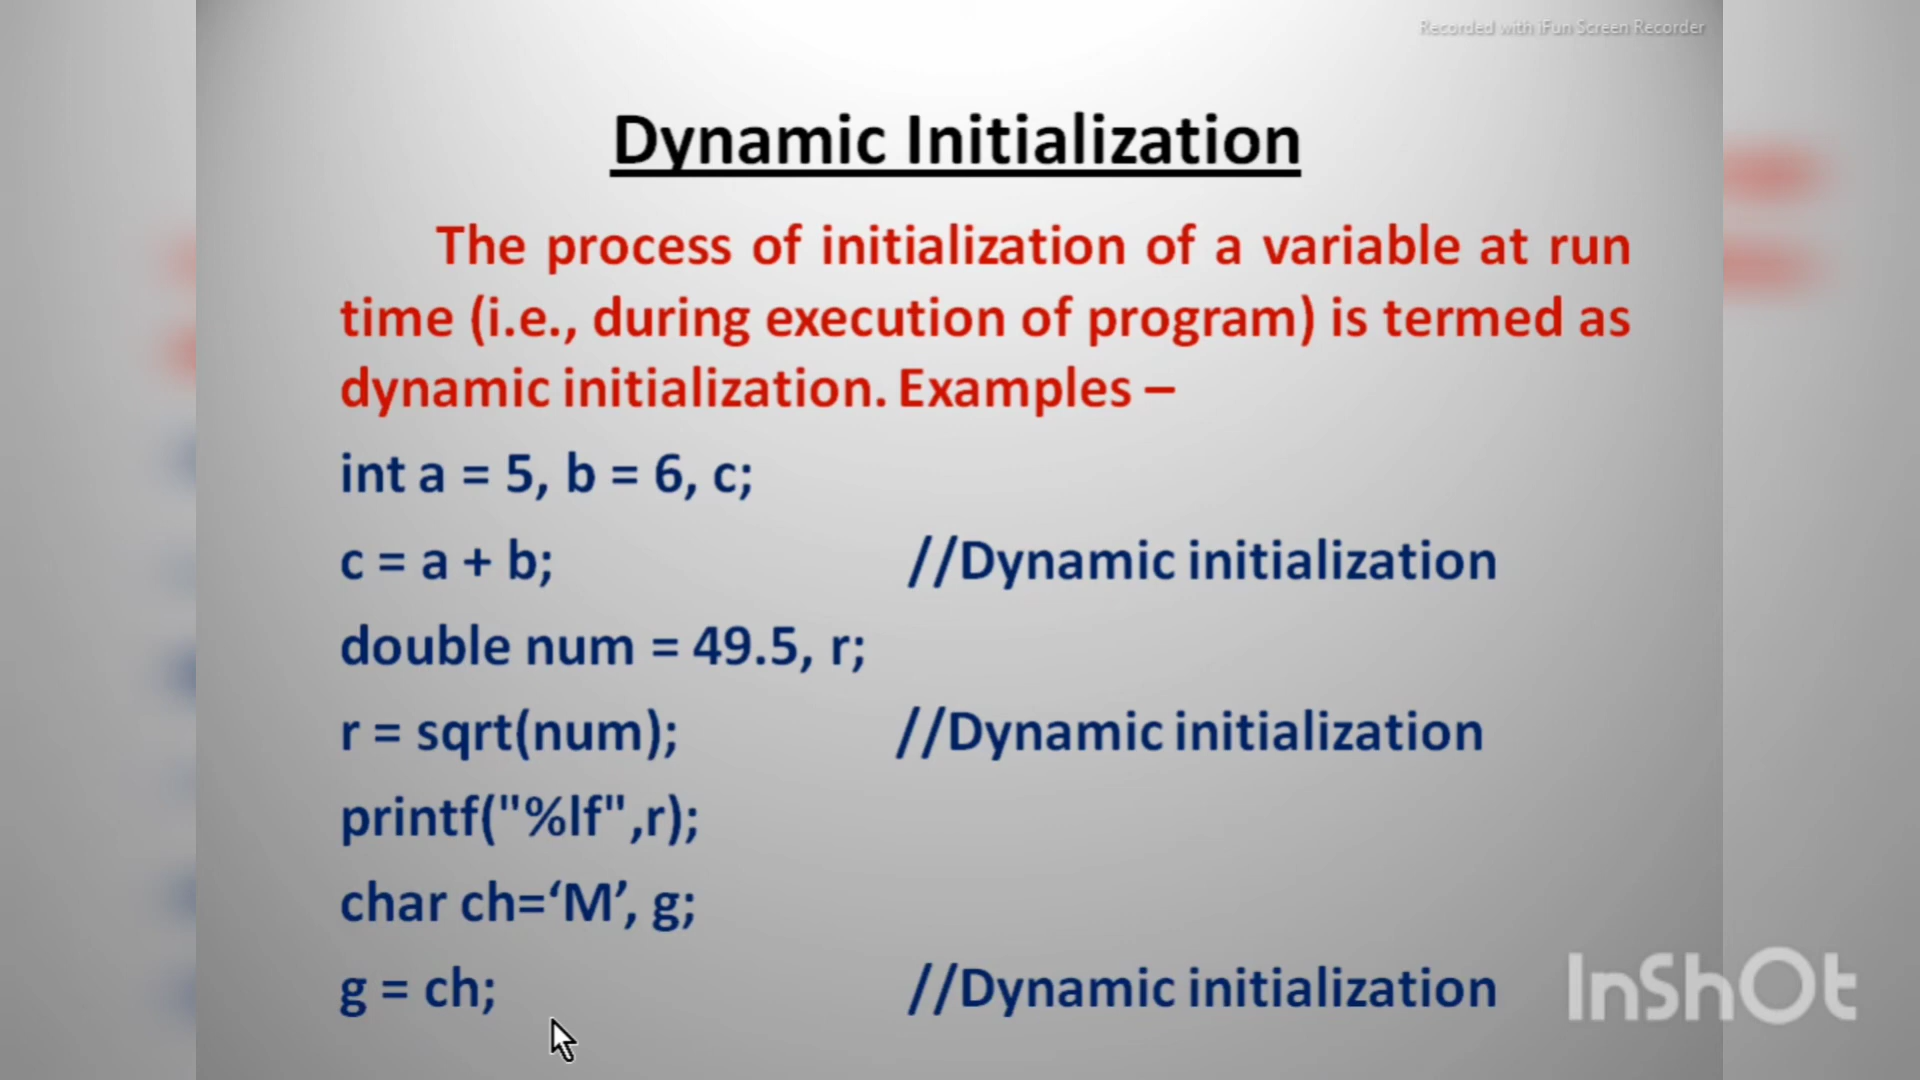 Recorded with iFun Screen Recorder
Dynamic Initialization
The process of initialization of a variable at run
time (i.e., during execution of program) is termed as
dynamic initialization. Examples –
int a = 5, b = 6, c;
c = a + b; //Dynamic initialization
double num = 49.5, r;
r = sqrt(num); //Dynamic initialization
printf("%lf",r);
char ch=‘M’, g;
g = ch; //Dynamic initialization
InShOt